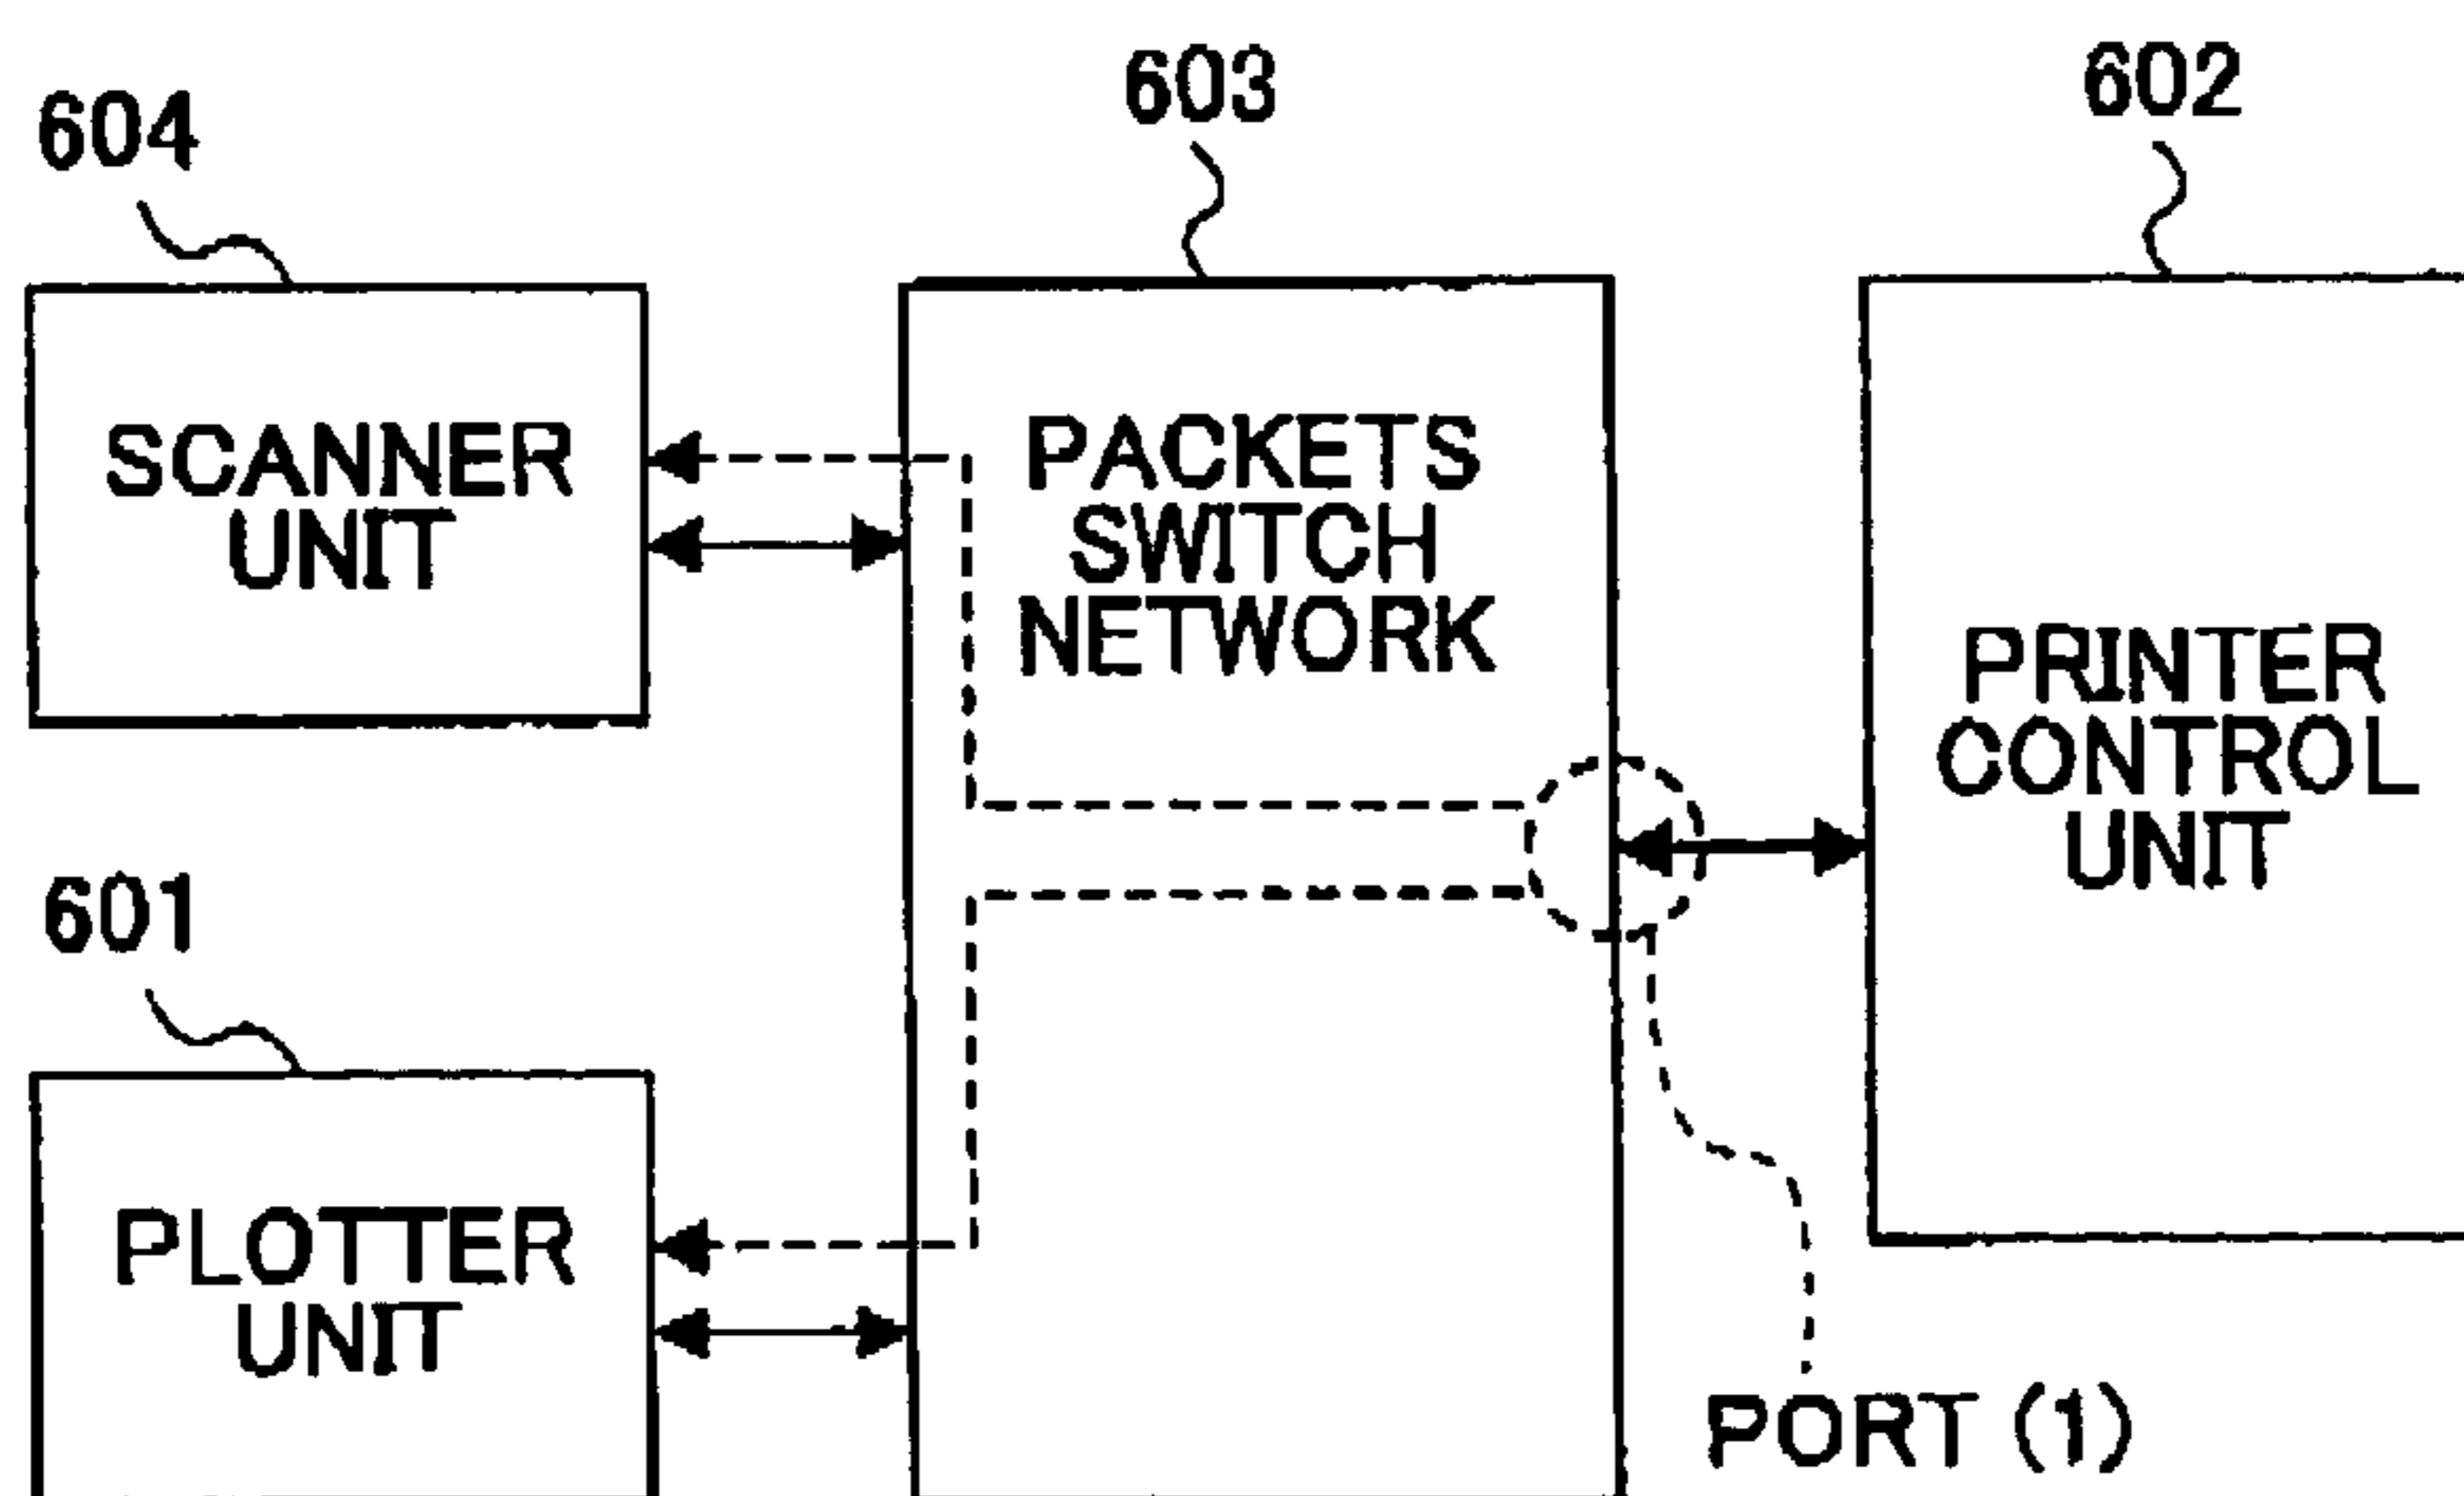 604
603
602
SCANNER
UNIT
PACKETS
SWITCH
NETWORK
PRINTER
CONTROL
UNIT
601
PLOTTER
UNIT
PORT (1)